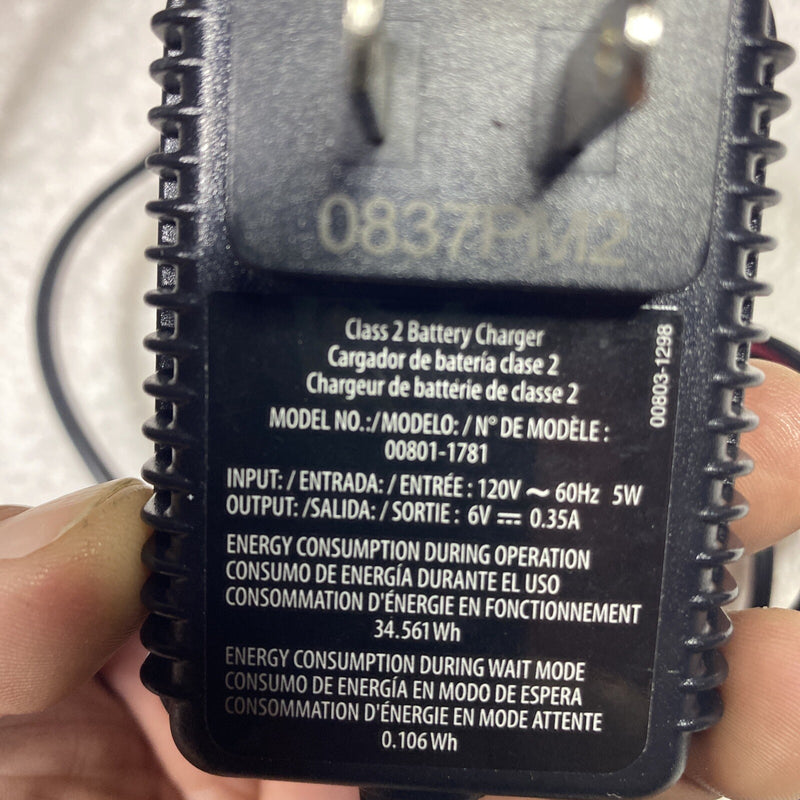 0837PM2
Class 2 Battery Charger
Cargador de batería clase 2
Chargeur de batterie de classe 2
MODEL NO.:/MODELO: / N° DE MODÈLE :
00801-1781
INPUT: / ENTRADA: / ENTRÉE : 120V ~ 60Hz 5W
OUTPUT: /SALIDA: / SORTIE : 6V ⎓ 0.35A
ENERGY CONSUMPTION DURING OPERATION
CONSUMO DE ENERGÍA DURANTE EL USO
CONSOMMATION D'ÉNERGIE EN FONCTIONNEMENT
34.561 Wh
ENERGY CONSUMPTION DURING WAIT MODE
CONSUMO DE ENERGÍA EN MODO DE ESPERA
CONSOMMATION D'ÉNERGIE EN MODE ATTENTE
0.106 Wh
00803-1298